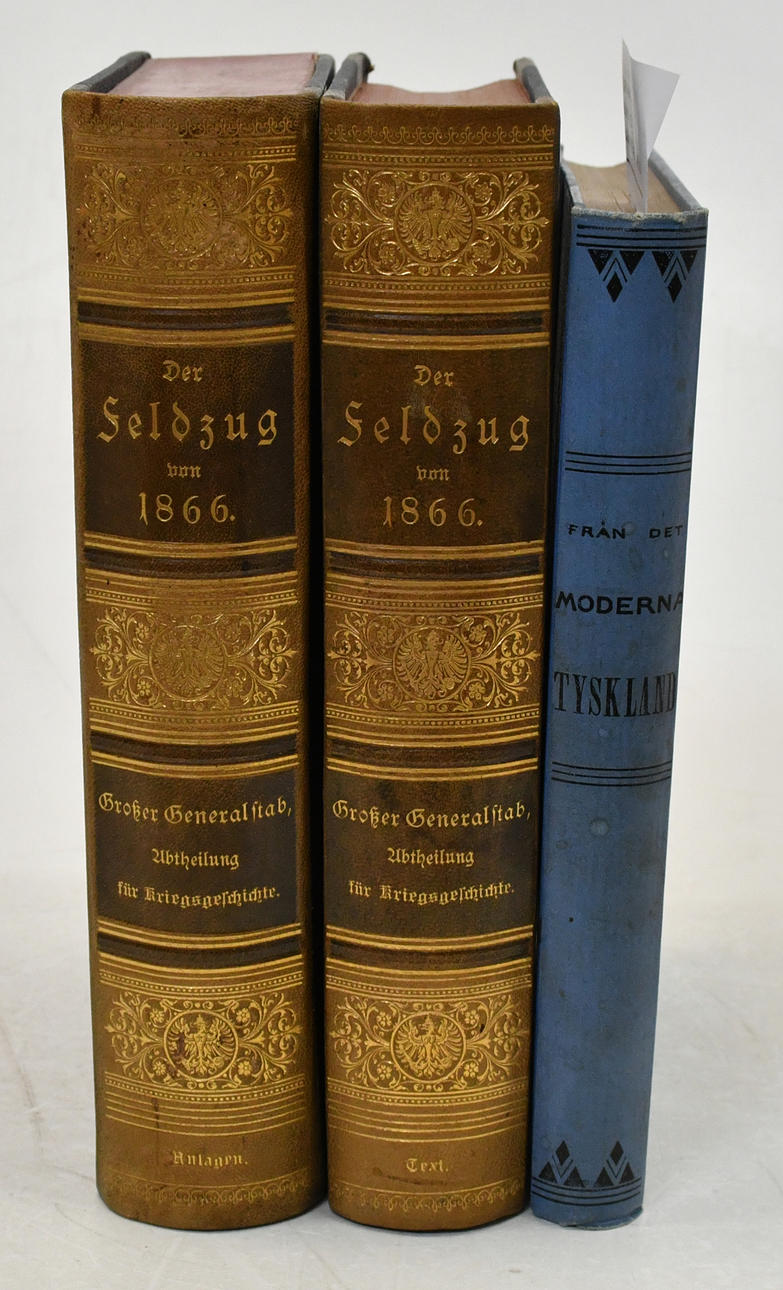 Der
Feldzug
von
1866.
Großer Generalſtab,
Abtheilung
für Kriegsgeſchichte.
Anlagen.
Der
Feldzug
von
1866.
Großer Generalſtab,
Abtheilung
für Kriegsgeſchichte.
Text.
FRÅN DET
MODERNA
TYSKLAND